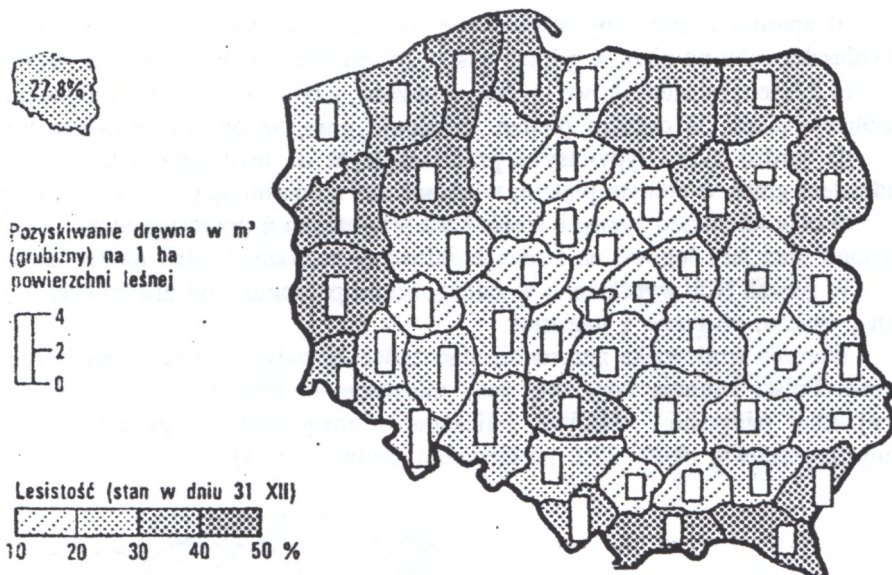 27,8%
Pozyskiwanie drewna w m³
(grubizny) na 1 ha
powierzchni leśnej
4
2
0
Lesistość (stan w dniu 31 XII)
10 20 30 40 50 %